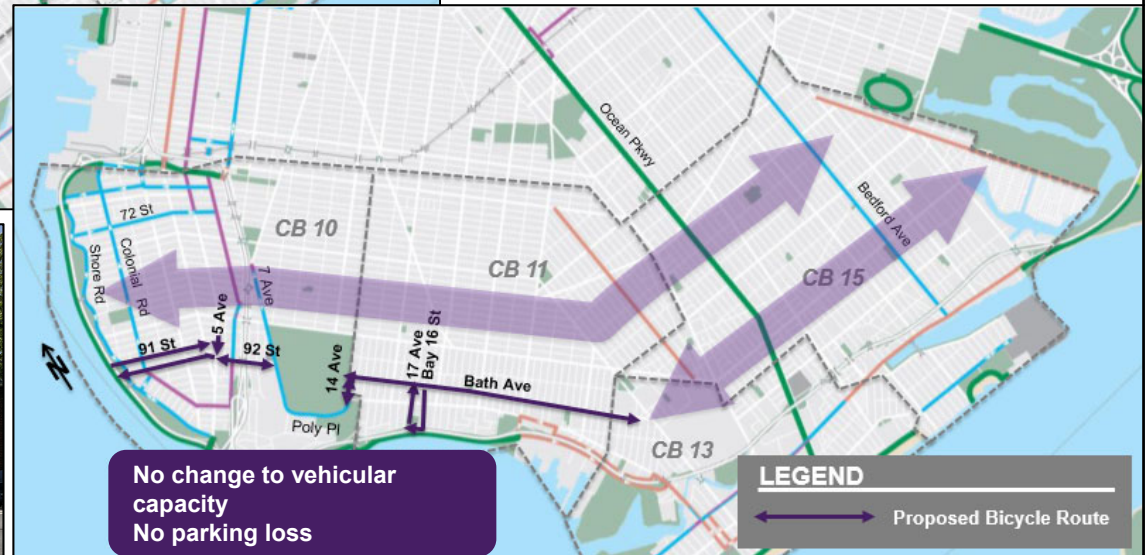 Ocean Pkwy
Bedford Ave
72 St
CB 10
CB 11
CB 15
Shore Rd
Colonial Rd
7 Ave
5 Ave
91 St
92 St
N
14 Ave
17 Ave
Bay 16 St
Bath Ave
Poly Pl
CB 13
No change to vehicular
capacity
No parking loss
LEGEND
Proposed Bicycle Route